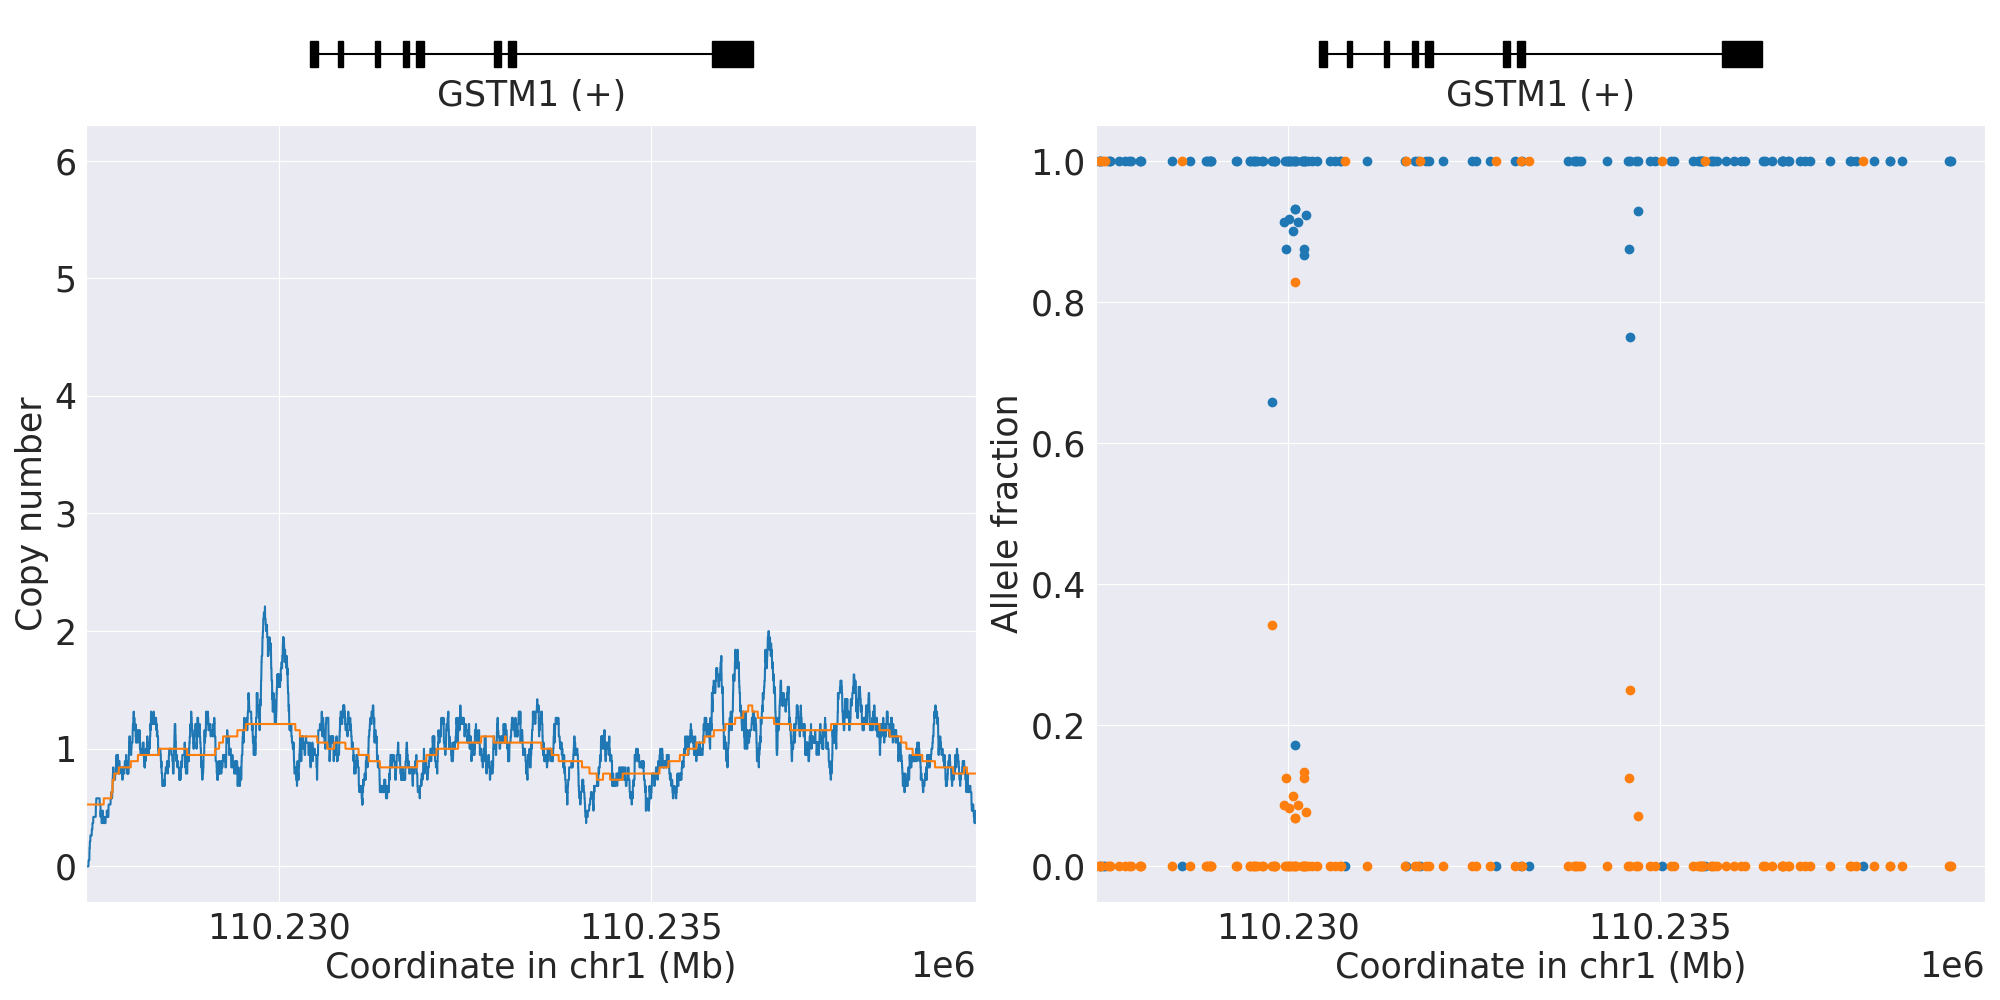 GSTM1 (+)
GSTM1 (+)
Copy number
6
5
4
3
2
1
0
110.230
110.235
Coordinate in chr1 (Mb)
1e6
Allele fraction
1.0
0.8
0.6
0.4
0.2
0.0
110.230
110.235
Coordinate in chr1 (Mb)
1e6